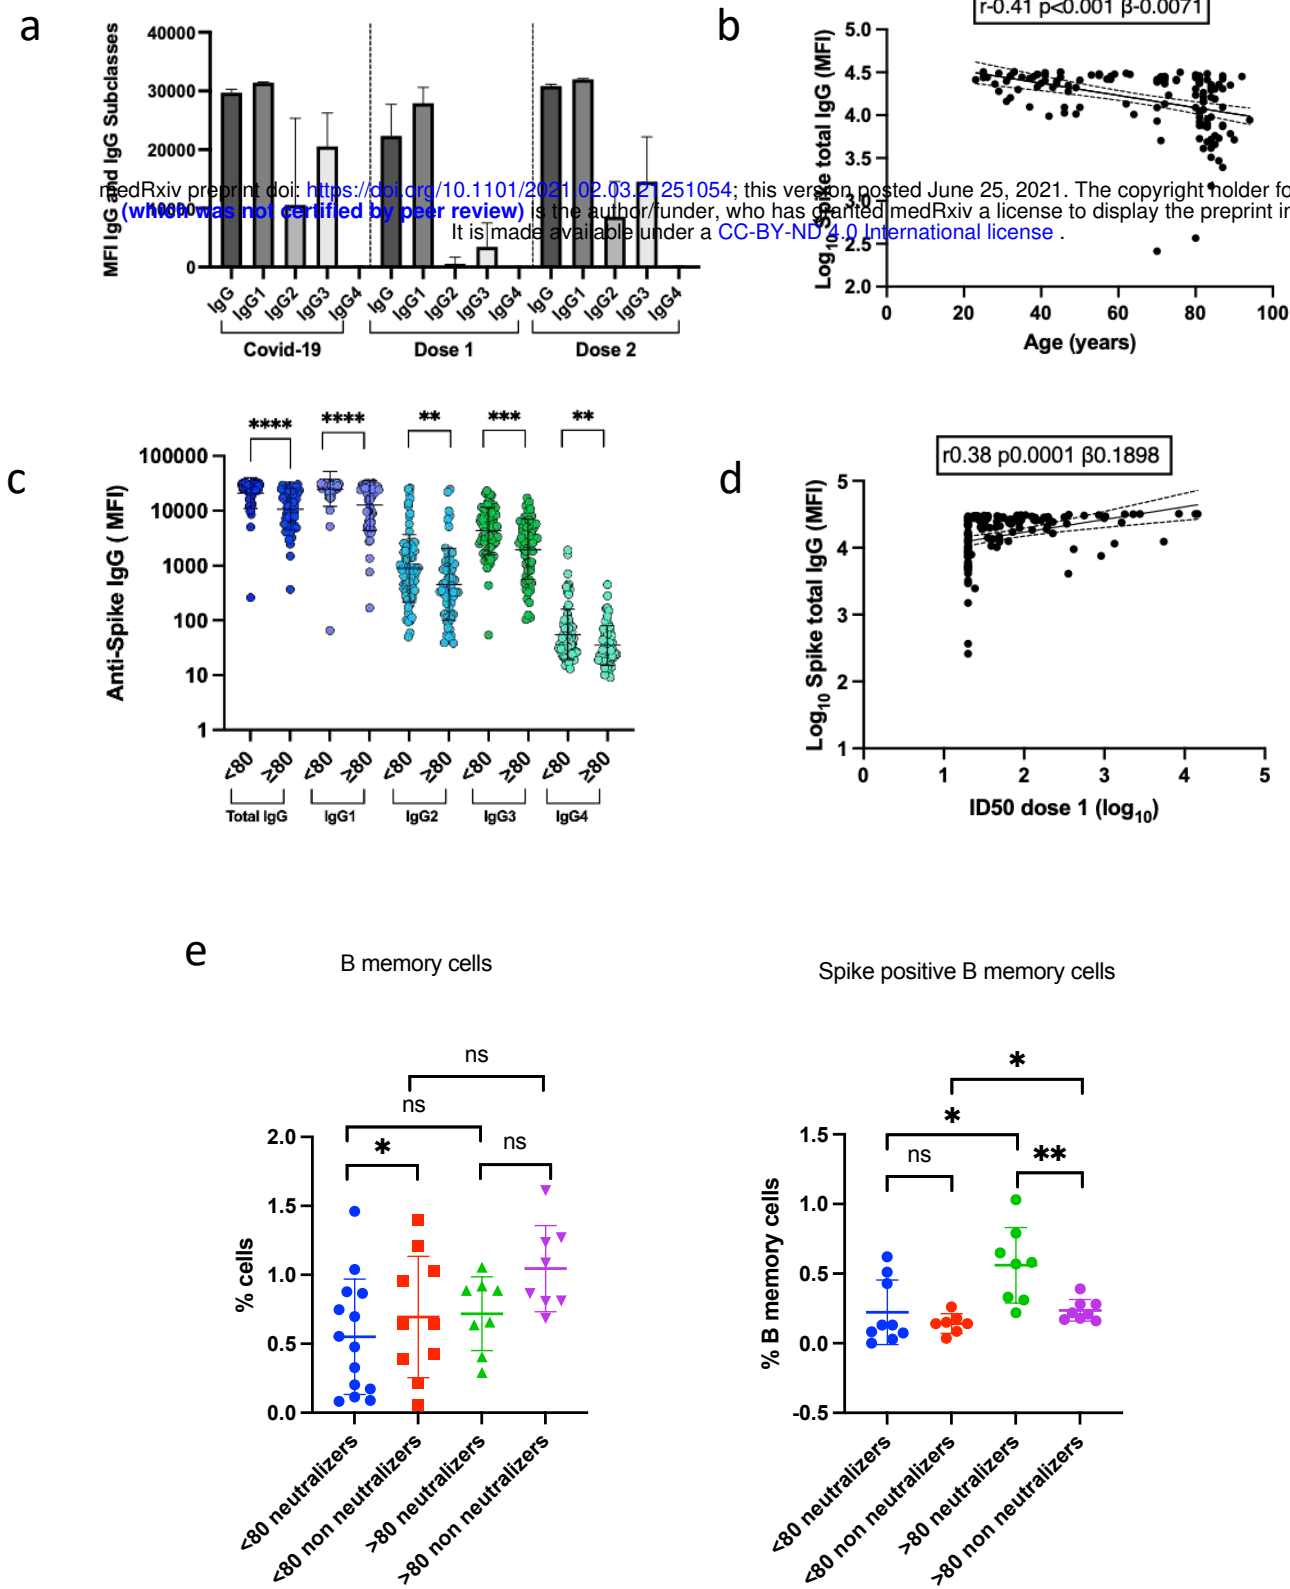 a
MFI IgG and IgG Subclasses
40000
30000
20000
10000
0
IgG IgG1 IgG2 IgG3 IgG4 IgG IgG1 IgG2 IgG3 IgG4 IgG IgG1 IgG2 IgG3 IgG4
Covid-19 Dose 1 Dose 2
b
r-0.41 p<0.001 β-0.0071
Log10 Spike total IgG (MFI)
5.0
4.5
4.0
3.5
3.0
2.5
2.0
0 20 40 60 80 100
Age (years)
medRxiv preprint doi: https://doi.org/10.1101/2021.02.03.21251054; this version posted June 25, 2021. The copyright holder fo
(which was not certified by peer review) is the author/funder, who has granted medRxiv a license to display the preprint in
It is made available under a CC-BY-ND 4.0 International license .
c
**** **** ** *** **
Anti-Spike IgG ( MFI)
100000
10000
1000
100
10
1
<80 ≥80 <80 ≥80 <80 ≥80 <80 ≥80 <80 ≥80
Total IgG IgG1 IgG2 IgG3 IgG4
d
r0.38 p0.0001 β0.1898
Log10 Spike total IgG (MFI)
5
4
3
2
1
0 1 2 3 4 5
ID50 dose 1 (log10)
e
B memory cells
ns
ns
* ns
% cells
2.0
1.5
1.0
0.5
0.0
<80 neutralizers
<80 non neutralizers
>80 neutralizers
>80 non neutralizers
Spike positive B memory cells
*
*
ns **
% B memory cells
1.5
1.0
0.5
0.0
-0.5
<80 neutralizers
<80 non neutralizers
>80 neutralizers
>80 non neutralizers